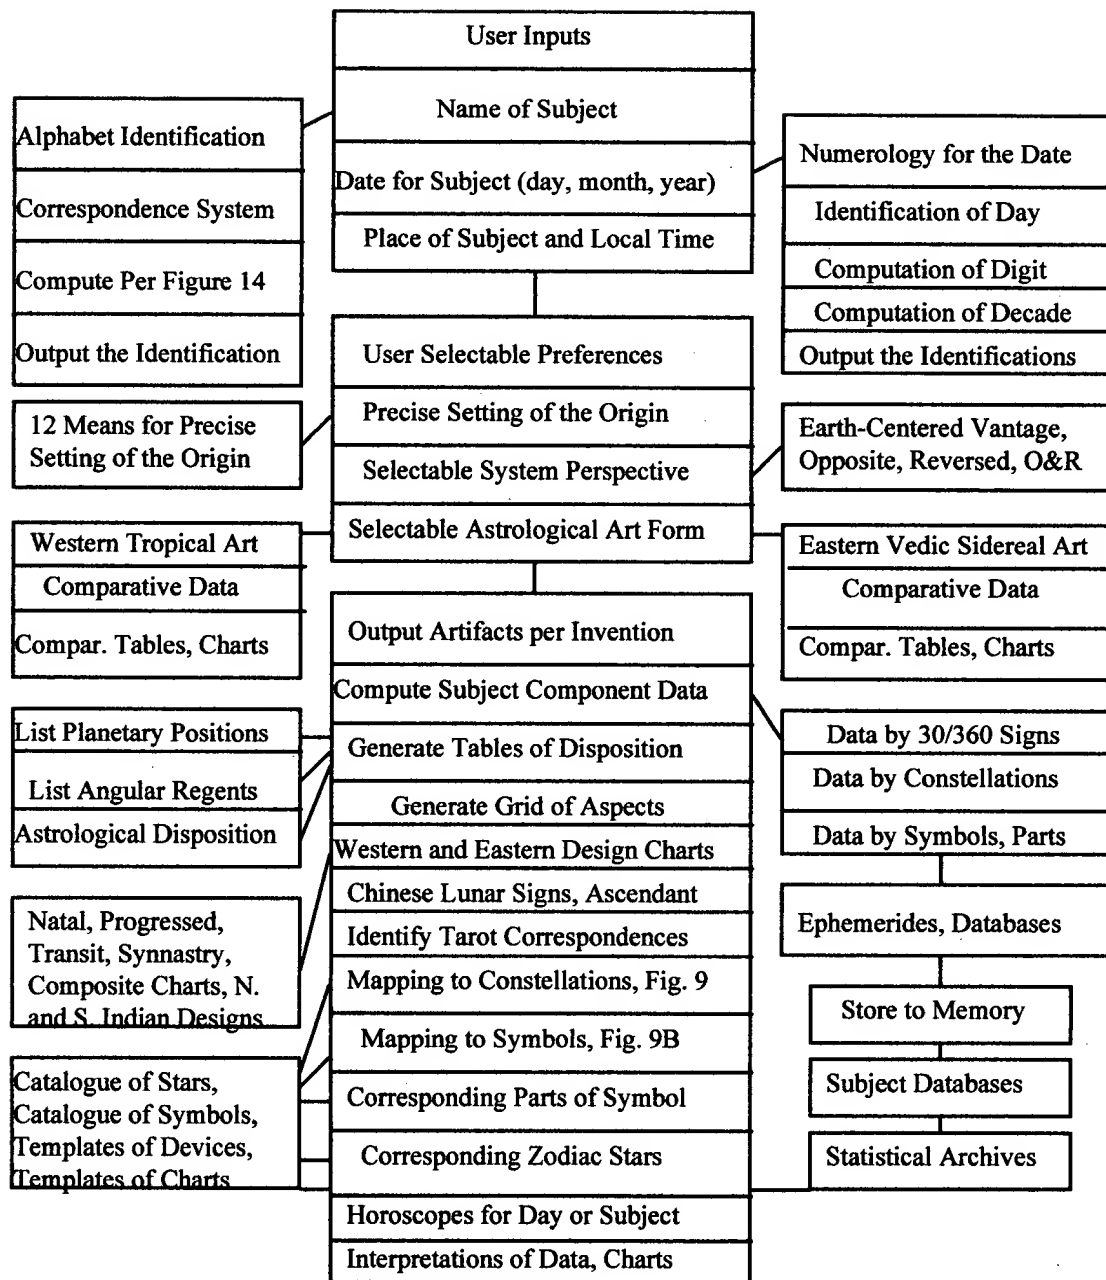 User Inputs
Name of Subject
Date for Subject (day, month, year)
Place of Subject and Local Time
Alphabet Identification
Correspondence System
Compute Per Figure 14
Output the Identification
Numerology for the Date
Identification of Day
Computation of Digit
Computation of Decade
Output the Identifications
User Selectable Preferences
Precise Setting of the Origin
Selectable System Perspective
Selectable Astrological Art Form
12 Means for Precise
Setting of the Origin
Earth-Centered Vantage,
Opposite, Reversed, O&R
Western Tropical Art
Comparative Data
Compar. Tables, Charts
Eastern Vedic Sidereal Art
Comparative Data
Compar. Tables, Charts
Output Artifacts per Invention
Compute Subject Component Data
Generate Tables of Disposition
Generate Grid of Aspects
Western and Eastern Design Charts
Chinese Lunar Signs, Ascendant
Identify Tarot Correspondences
Mapping to Constellations, Fig. 9
Mapping to Symbols, Fig. 9B
Corresponding Parts of Symbol
Corresponding Zodiac Stars
Horoscopes for Day or Subject
Interpretations of Data, Charts
List Planetary Positions
List Angular Regents
Astrological Disposition
Natal, Progressed,
Transit, Synnastry,
Composite Charts, N.
and S. Indian Designs
Catalogue of Stars,
Catalogue of Symbols,
Templates of Devices,
Templates of Charts
Data by 30/360 Signs
Data by Constellations
Data by Symbols, Parts
Ephemerides, Databases
Store to Memory
Subject Databases
Statistical Archives